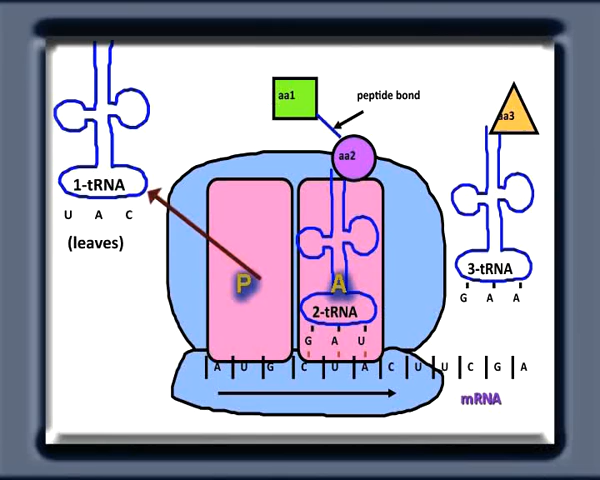 aa1
peptide bond
aa2
aa3
1-tRNA
U A C
(leaves)
P
A
2-tRNA
G A U
3-tRNA
G A A
A U G C U A C U U C G A
mRNA